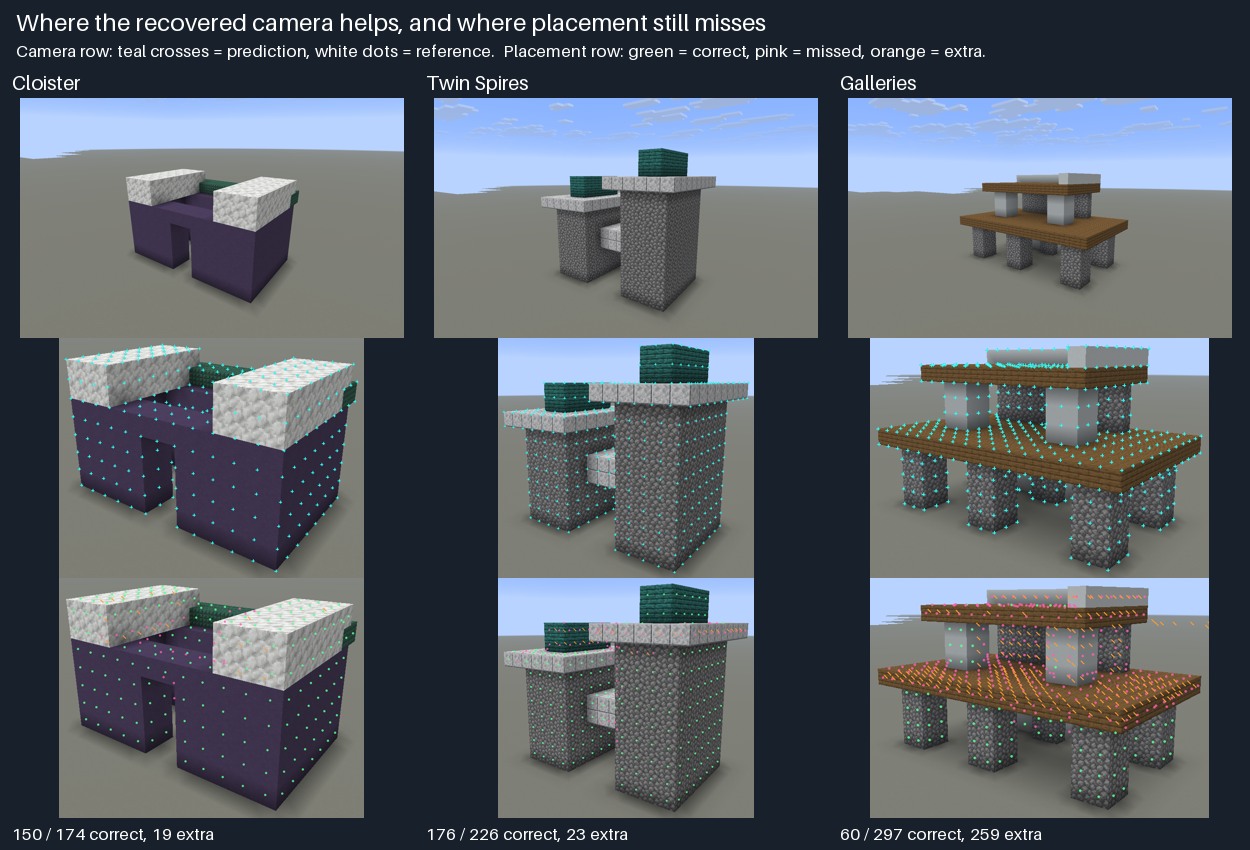 Where the recovered camera helps, and where placement still misses
Camera row: teal crosses = prediction, white dots = reference.  Placement row: green = correct, pink = missed, orange = extra.
Cloister
Twin Spires
Galleries
150 / 174 correct, 19 extra
176 / 226 correct, 23 extra
60 / 297 correct, 259 extra